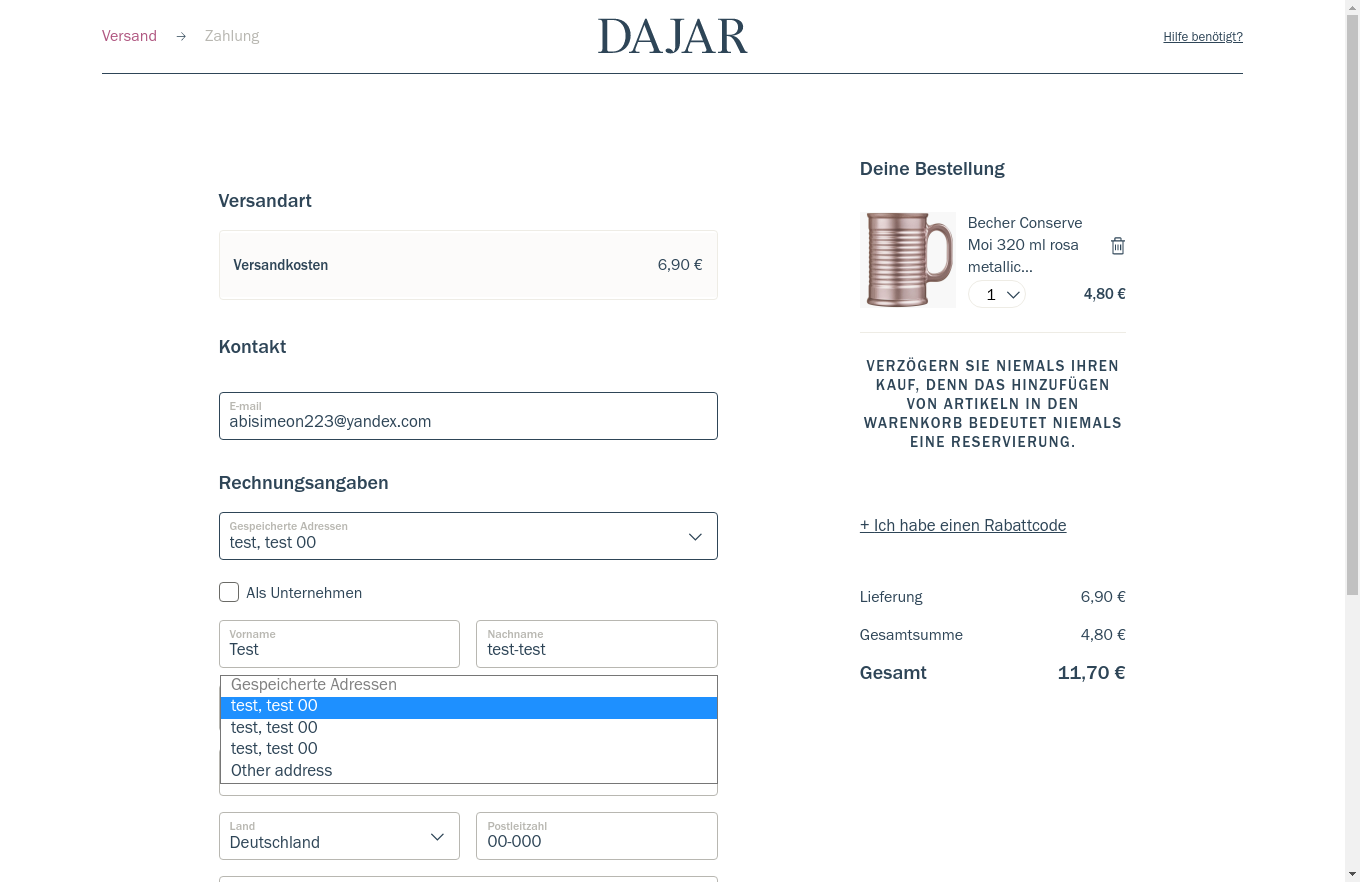 Versand → Zahlung
DAJAR
Hilfe benötigt?
Versandart
Versandkosten 6,90 €
Kontakt
E-mail
abisimeon223@yandex.com
Rechnungsangaben
Gespeicherte Adressen
test, test 00
Als Unternehmen
Vorname
Test
Nachname
test-test
Gespeicherte Adressen
test, test 00
test, test 00
test, test 00
Other address
Land
Deutschland
Postleitzahl
00-000
Deine Bestellung
Becher Conserve
Moi 320 ml rosa
metallic...
1 4,80 €
VERZÖGERN SIE NIEMALS IHREN
KAUF, DENN DAS HINZUFÜGEN
VON ARTIKELN IN DEN
WARENKORB BEDEUTET NIEMALS
EINE RESERVIERUNG.
+ Ich habe einen Rabattcode
Lieferung 6,90 €
Gesamtsumme 4,80 €
Gesamt 11,70 €